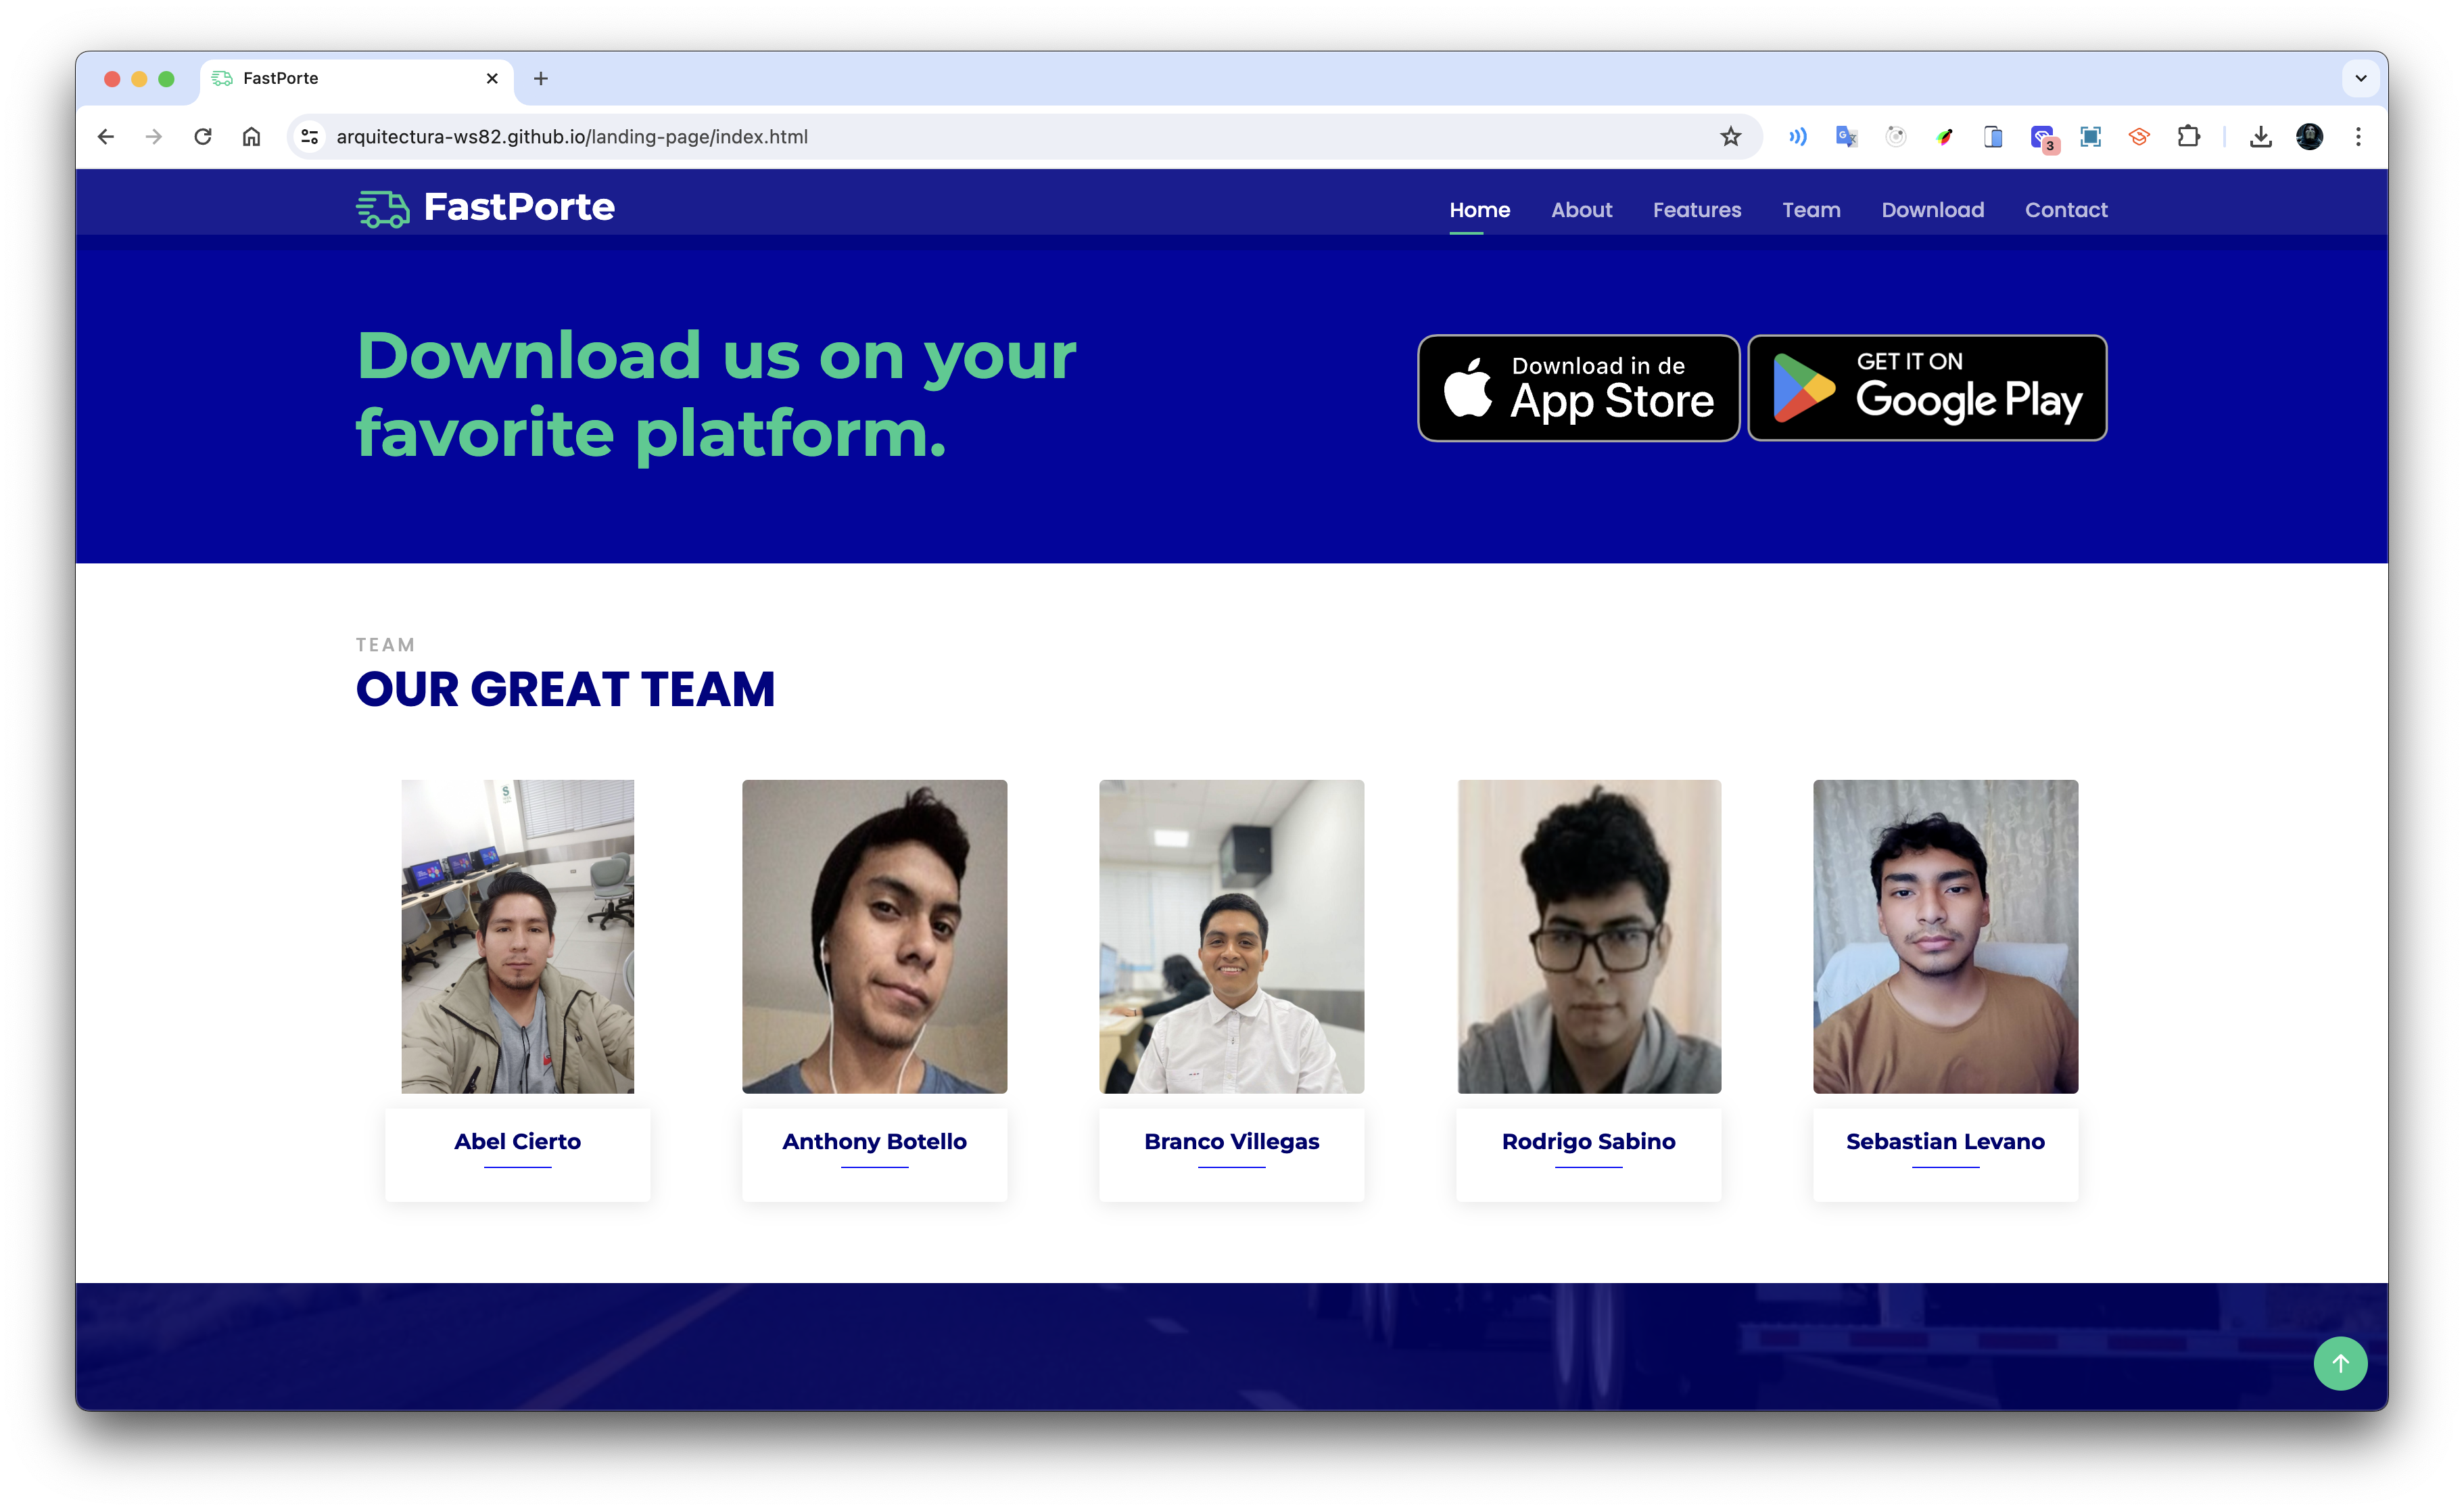 FastPorte
arquitectura-ws82.github.io/landing-page/index.html
3
FastPorte
Home About Features Team Download Contact
Download us on your
favorite platform.
Download in de
App Store
GET IT ON
Google Play
TEAM
OUR GREAT TEAM
Abel Cierto
Anthony Botello
Branco Villegas
Rodrigo Sabino
Sebastian Levano